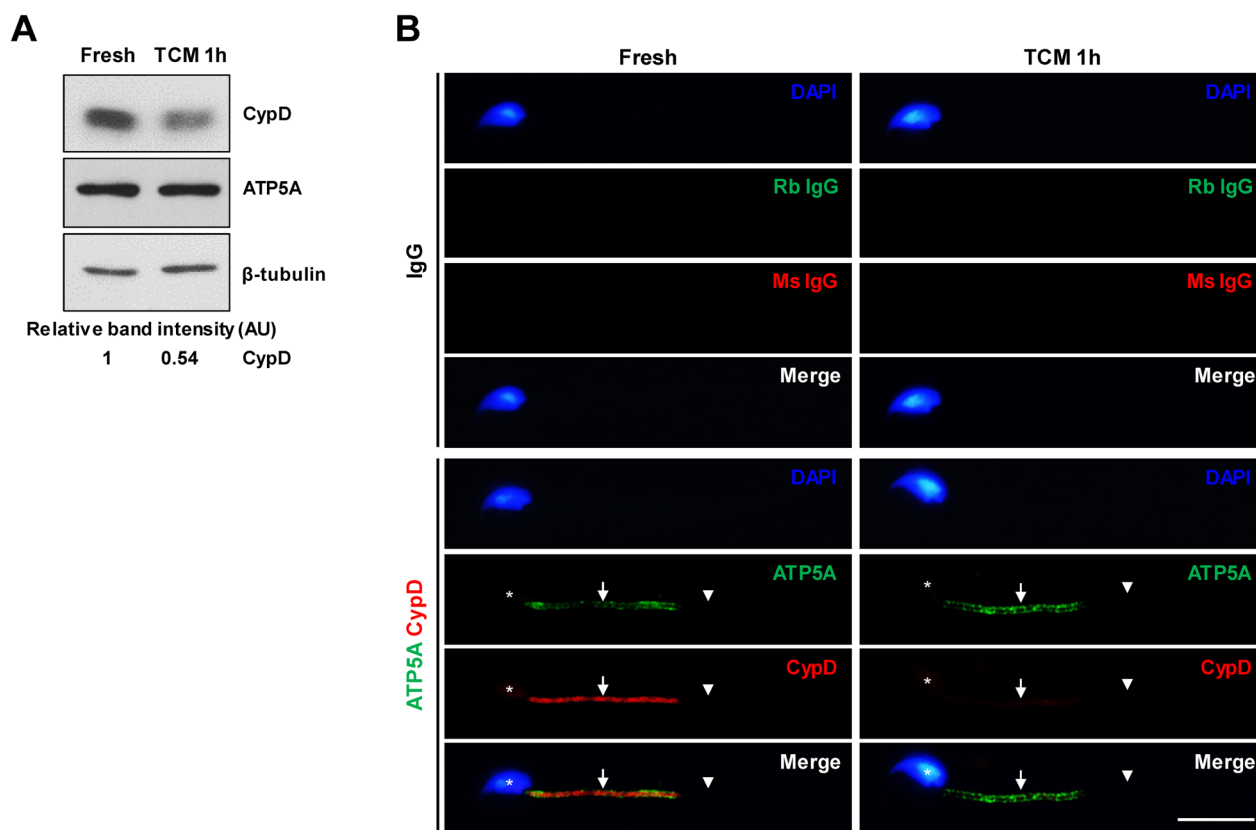 A
Fresh TCM 1h
CypD
ATP5A
β-tubulin
Relative band intensity (AU)
1 0.54 CypD
B
Fresh TCM 1h
IgG
DAPI DAPI
Rb IgG Rb IgG
Ms IgG Ms IgG
Merge Merge
ATP5A CypD
DAPI DAPI
* ATP5A * ATP5A
* CypD * CypD
* Merge * Merge